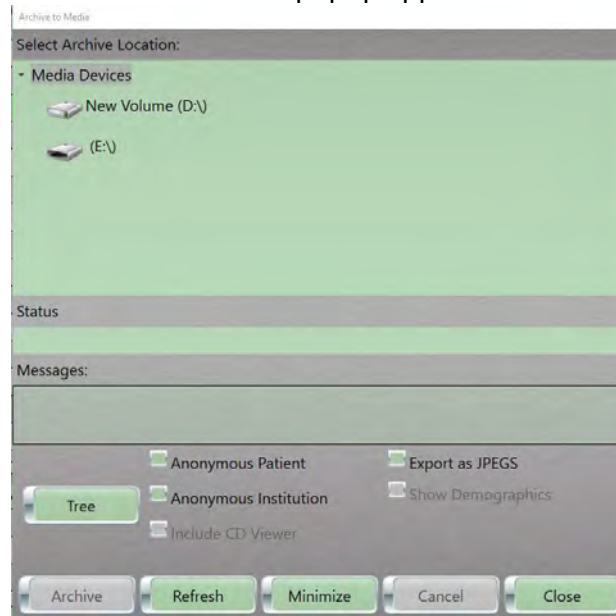 Archive to Media
Select Archive Location:
Media Devices
New Volume (D:\)
(E:\)
Status
Messages:
Anonymous Patient
Export as JPEGS
Tree
Anonymous Institution
Show Demographics
Include CD Viewer
Archive
Refresh
Minimize
Cancel
Close